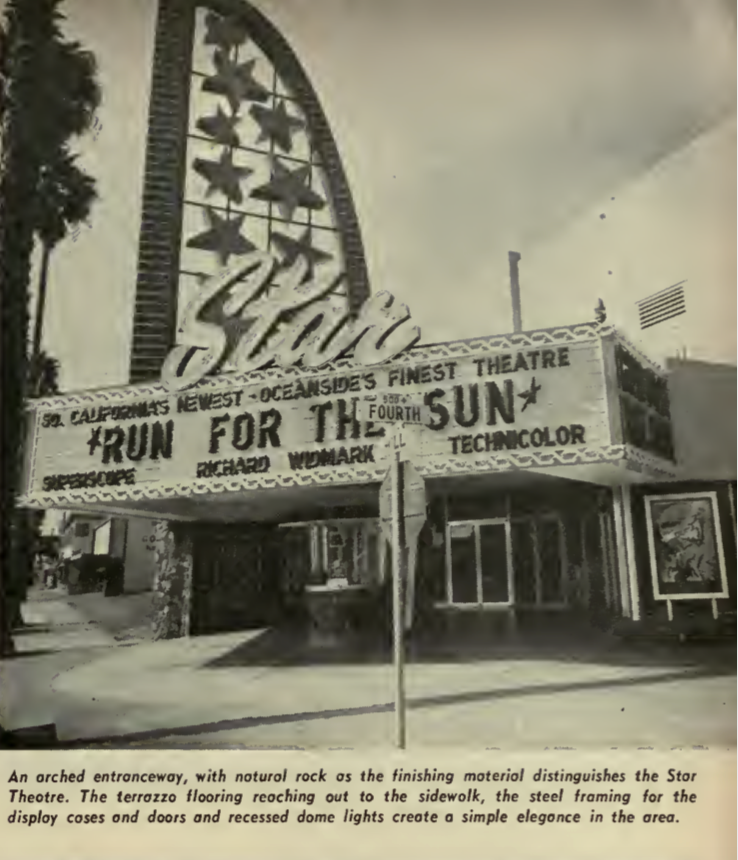 Star
SO. CALIFORNIA'S NEWEST - OCEANSIDE'S FINEST THEATRE
*RUN FOR THE SUN*
SUPERSCOPE RICHARD WIDMARK TECHNICOLOR
FOURTH
An arched entranceway, with natural rock as the finishing material distinguishes the Star
Theatre. The terrazzo flooring reaching out to the sidewalk, the steel framing for the
display cases and doors and recessed dome lights create a simple elegance in the area.